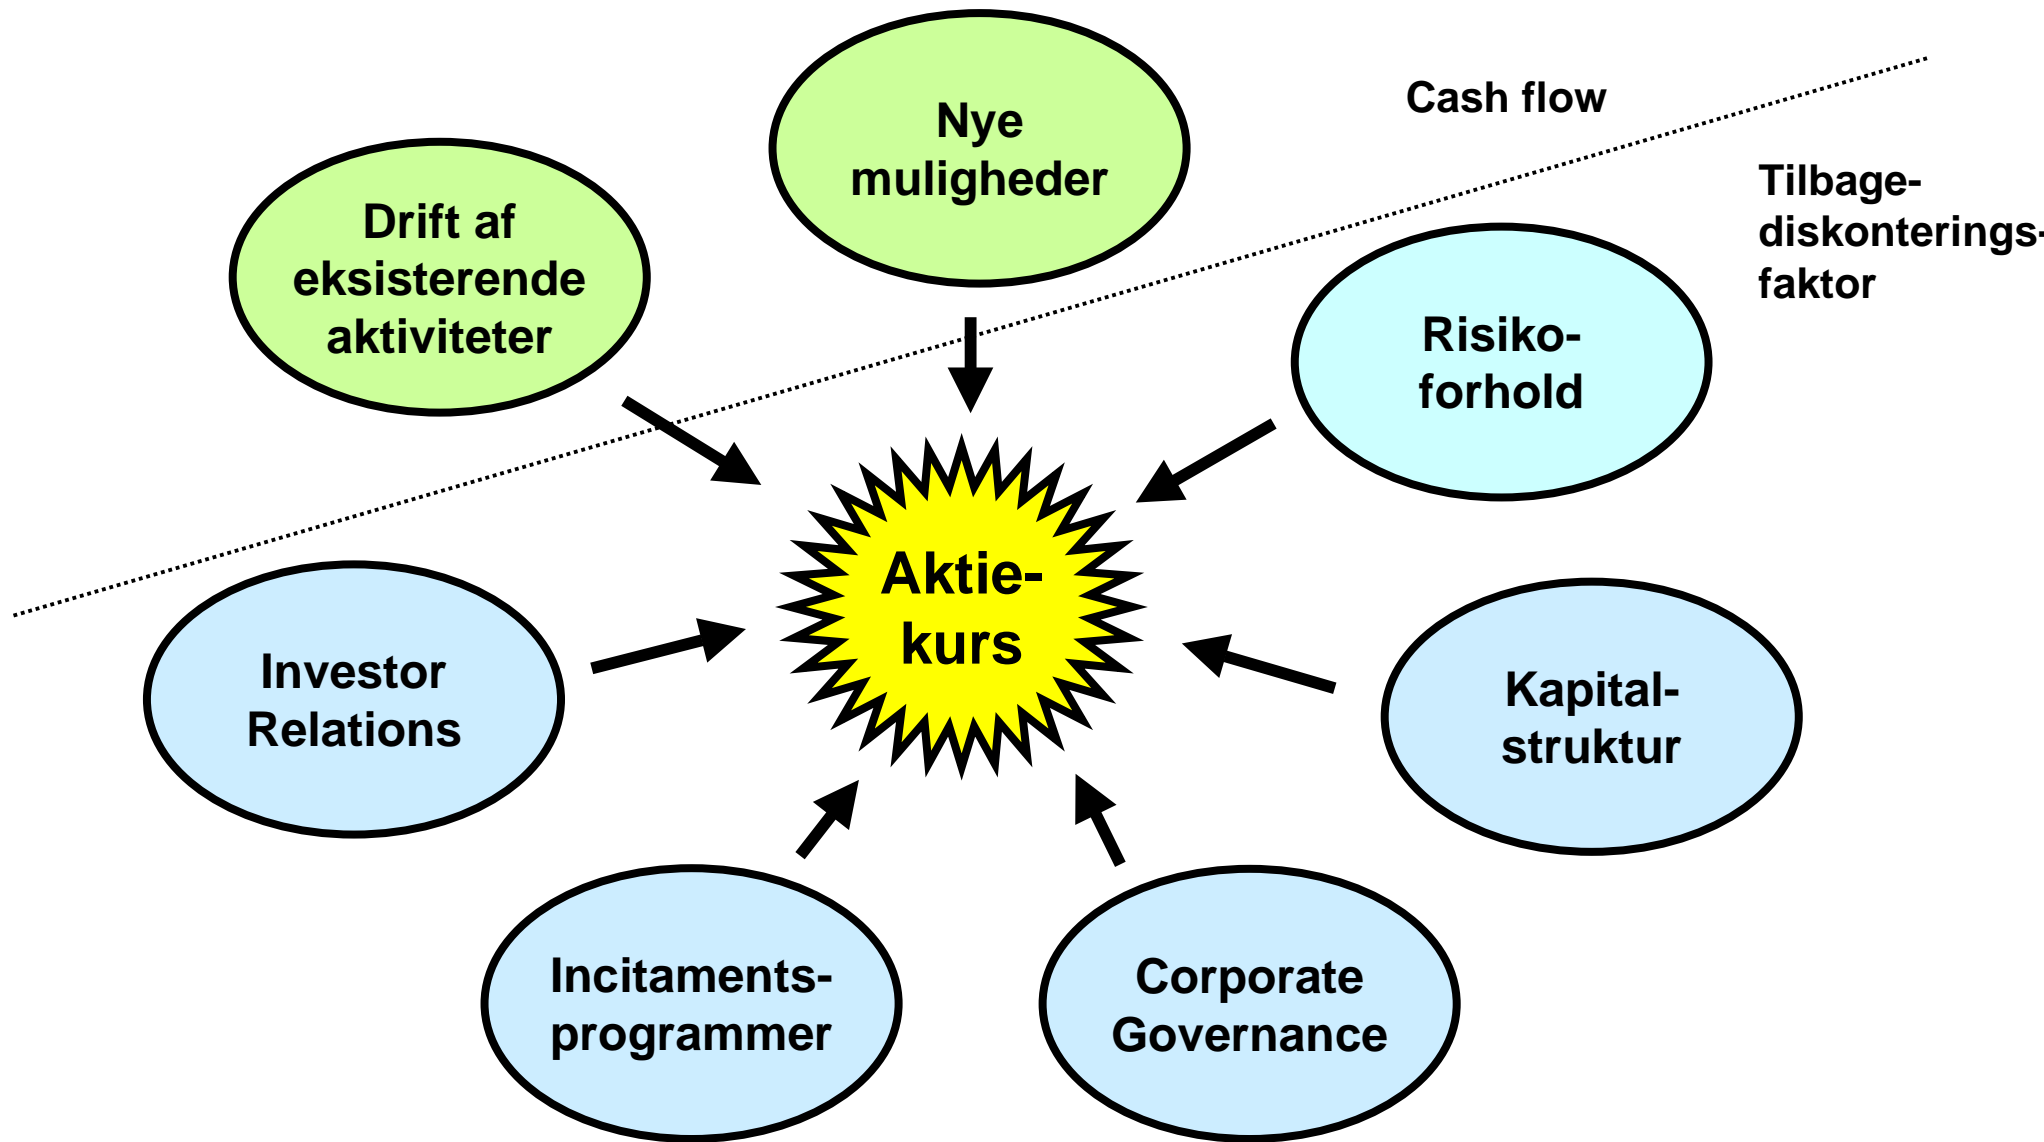 Nye
muligheder
Cash flow
Tilbage-
diskonterings-
faktor
Drift af
eksisterende
aktiviteter
Risiko-
forhold
Aktie-
kurs
Investor
Relations
Kapital-
struktur
Incitaments-
programmer
Corporate
Governance